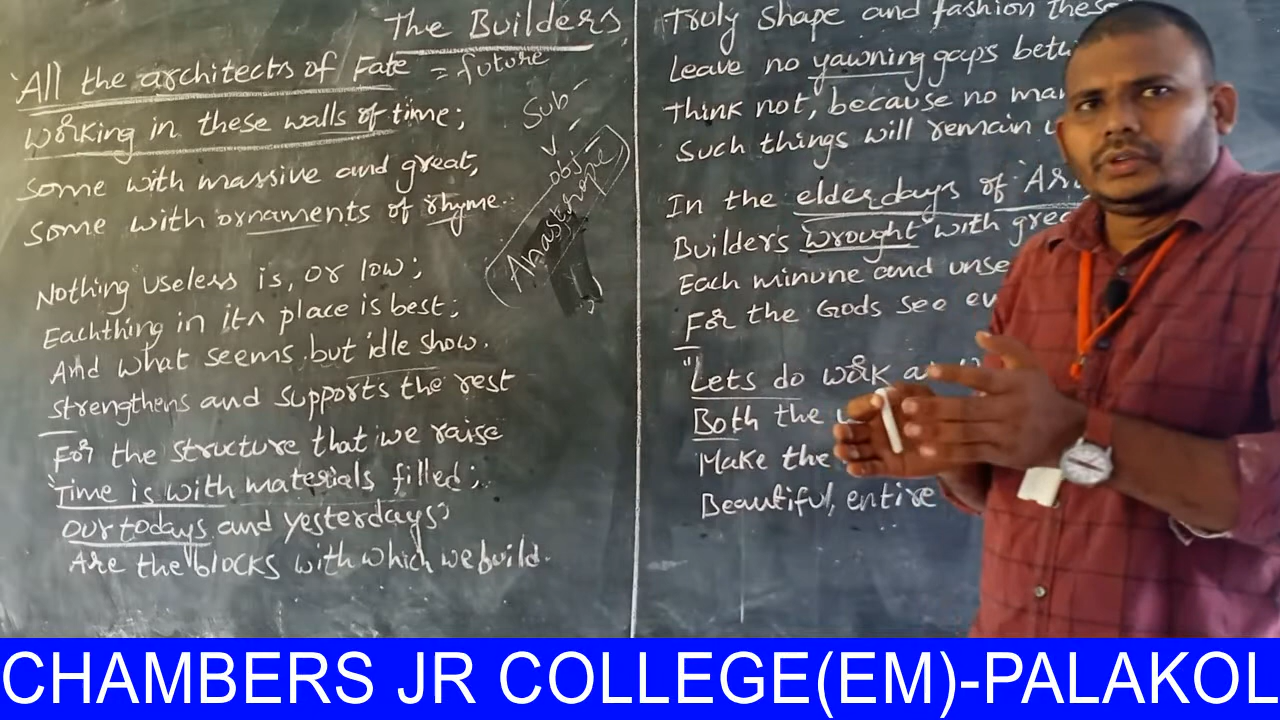 The Builders
All the architects of Fate = future
working in these walls of time;
some with massive and great,
some with ornaments of rhyme.
Sub-
V-
obj-
Anastrophe
Nothing useless is, or low;
Eachthing in its place is best;
And what seems but idle show.
strengthens and supports the rest
For the structure that we raise
Time is with materials filled;
our todays and yesterdays
Are the blocks with which we build.
Truly shape and fashion these
Leave no yawning gaps
Think not, because no man
Such things will remain
In the elder days of Art
Builders wrought with
Each minune and
For the Gods see
"Lets do work
Both the
Make the
Beautiful, entire
CHAMBERS JR COLLEGE(EM)-PALAKOL